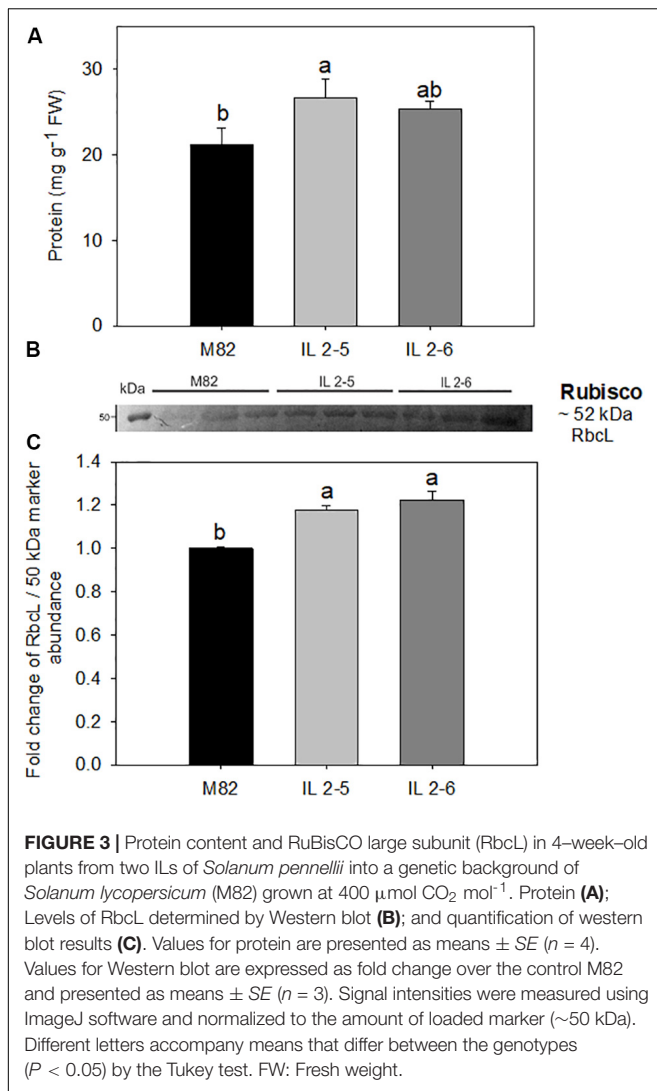 A
Protein (mg g⁻¹ FW)
30
20
10
0
b
a
ab
M82
IL 2-5
IL 2-6
B
kDa
M82
IL 2-5
IL 2-6
50
Rubisco
~ 52 kDa
RbcL
C
Fold change of RbcL / 50 kDa marker
abundance
1.4
1.2
1.0
0.8
0.6
0.4
0.2
0.0
b
a
a
M82
IL 2-5
IL 2-6
FIGURE 3 | Protein content and RuBisCO large subunit (RbcL) in 4–week–old
plants from two ILs of Solanum pennellii into a genetic background of
Solanum lycopersicum (M82) grown at 400 μmol CO₂ mol⁻¹. Protein (A);
Levels of RbcL determined by Western blot (B); and quantification of western
blot results (C). Values for protein are presented as means ± SE (n = 4).
Values for Western blot are expressed as fold change over the control M82
and presented as means ± SE (n = 3). Signal intensities were measured using
ImageJ software and normalized to the amount of loaded marker (∼50 kDa).
Different letters accompany means that differ between the genotypes
(P < 0.05) by the Tukey test. FW: Fresh weight.